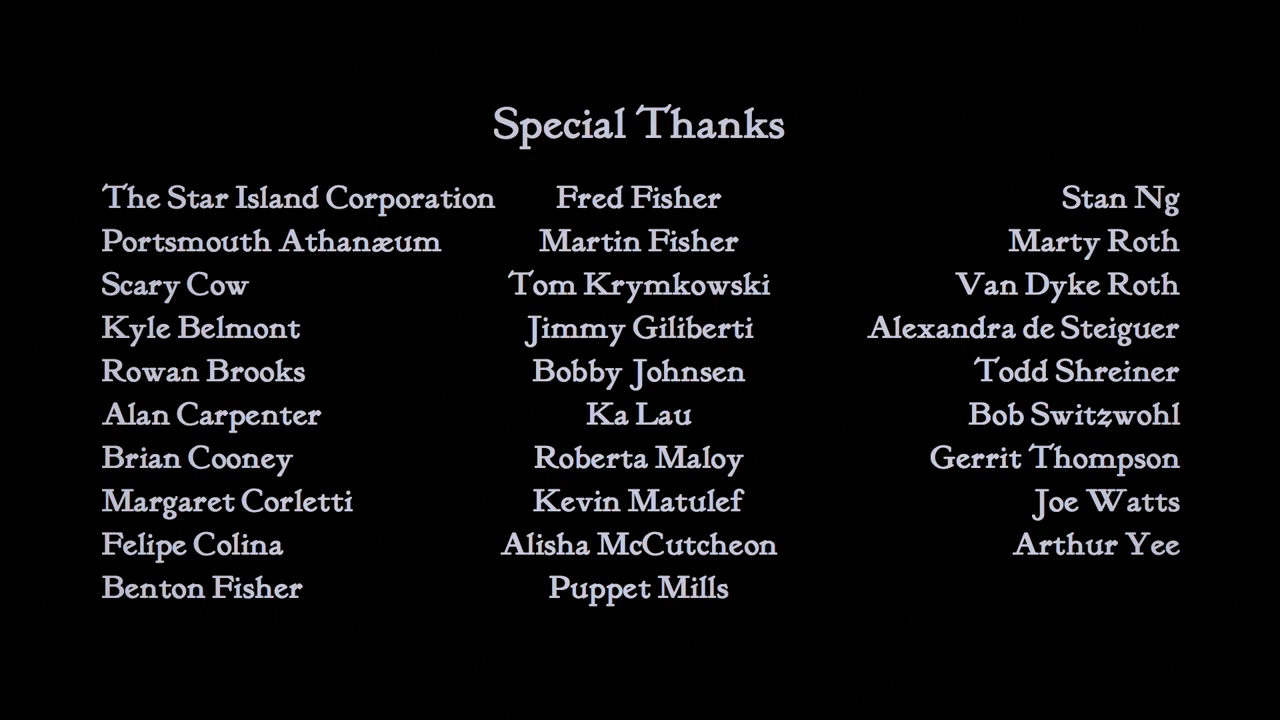 Special Thanks
The Star Island Corporation
Portsmouth Athanæum
Scary Cow
Kyle Belmont
Rowan Brooks
Alan Carpenter
Brian Cooney
Margaret Corletti
Felipe Colina
Benton Fisher
Fred Fisher
Martin Fisher
Tom Krymkowski
Jimmy Giliberti
Bobby Johnsen
Ka Lau
Roberta Maloy
Kevin Matulef
Alisha McCutcheon
Puppet Mills
Stan Ng
Marty Roth
Van Dyke Roth
Alexandra de Steiguer
Todd Shreiner
Bob Switzwohl
Gerrit Thompson
Joe Watts
Arthur Yee